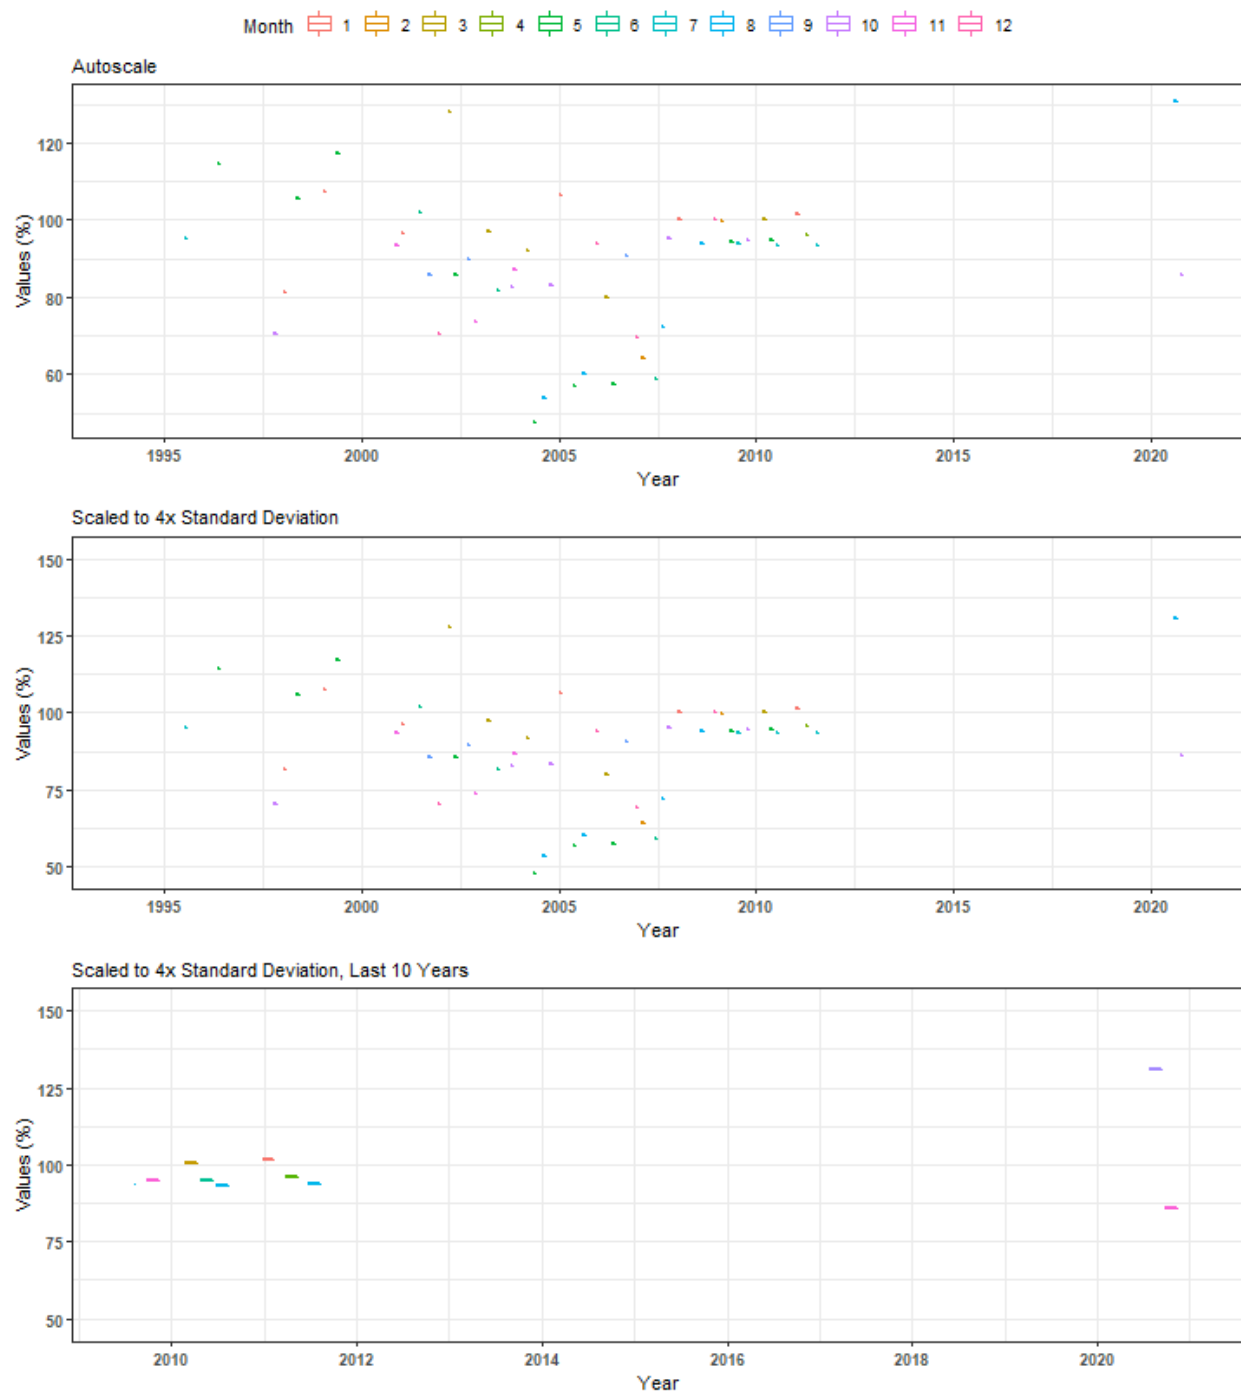 Month 1 2 3 4 5 6 7 8 9 10 11 12
Autoscale
120
100
80
60
Values (%)
1995 2000 2005 2010 2015 2020
Year
Scaled to 4x Standard Deviation
150
125
100
75
50
Values (%)
1995 2000 2005 2010 2015 2020
Year
Scaled to 4x Standard Deviation, Last 10 Years
150
125
100
75
50
Values (%)
2010 2012 2014 2016 2018 2020
Year